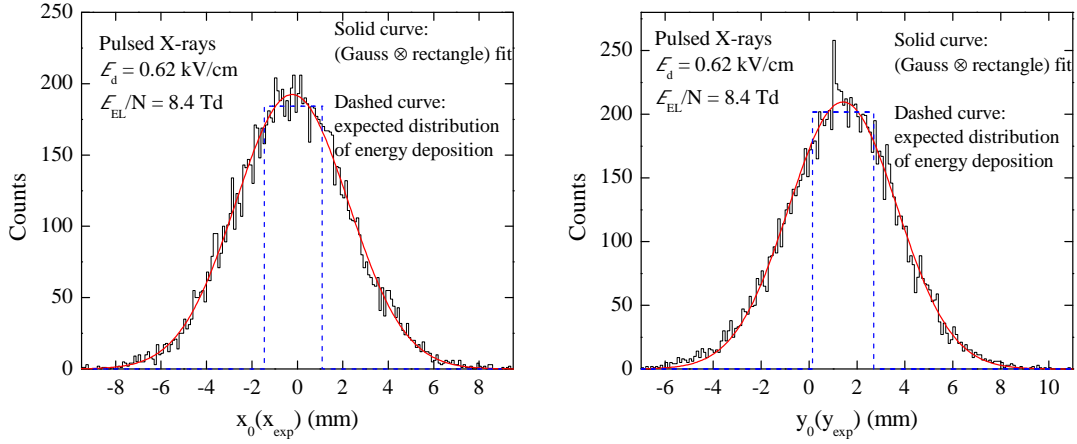 Pulsed X-rays
E_d = 0.62 kV/cm
E_EL/N = 8.4 Td
Solid curve:
(Gauss ⊗ rectangle) fit
Dashed curve:
expected distribution
of energy deposition
250
200
150
100
50
0
Counts
-8 -6 -4 -2 0 2 4 6 8
x_0(x_exp) (mm)
Pulsed X-rays
E_d = 0.62 kV/cm
E_EL/N = 8.4 Td
Solid curve:
(Gauss ⊗ rectangle) fit
Dashed curve:
expected distribution
of energy deposition
250
200
150
100
50
0
Counts
-6 -4 -2 0 2 4 6 8 10
y_0(y_exp) (mm)